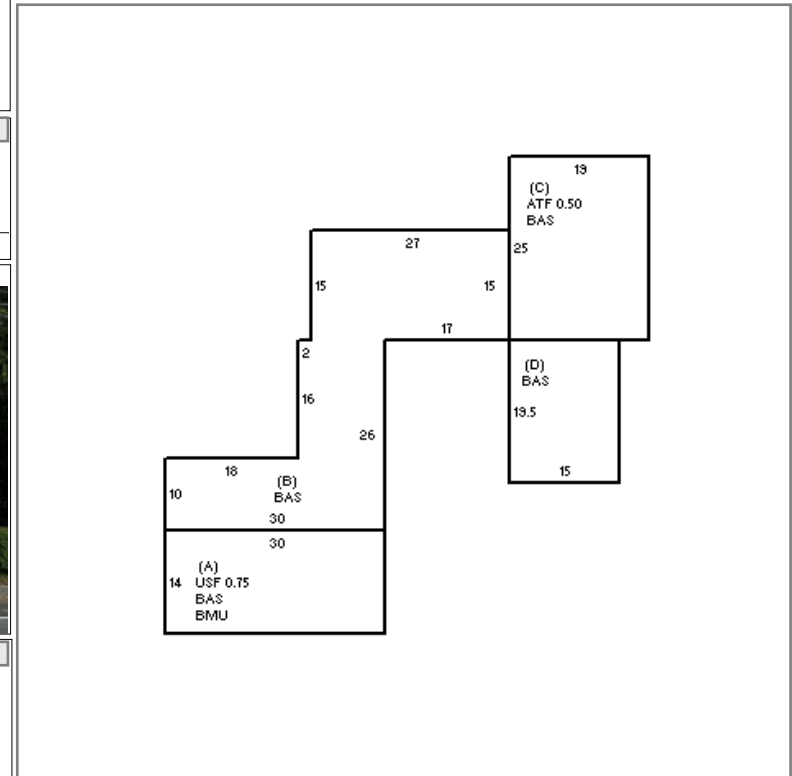 19
(C)
ATF 0.50
BAS
27
25
15
15
17
2
(D)
BAS
16
19.5
26
18
15
(B)
10
BAS
30
30
(A)
14 USF 0.75
BAS
BMU